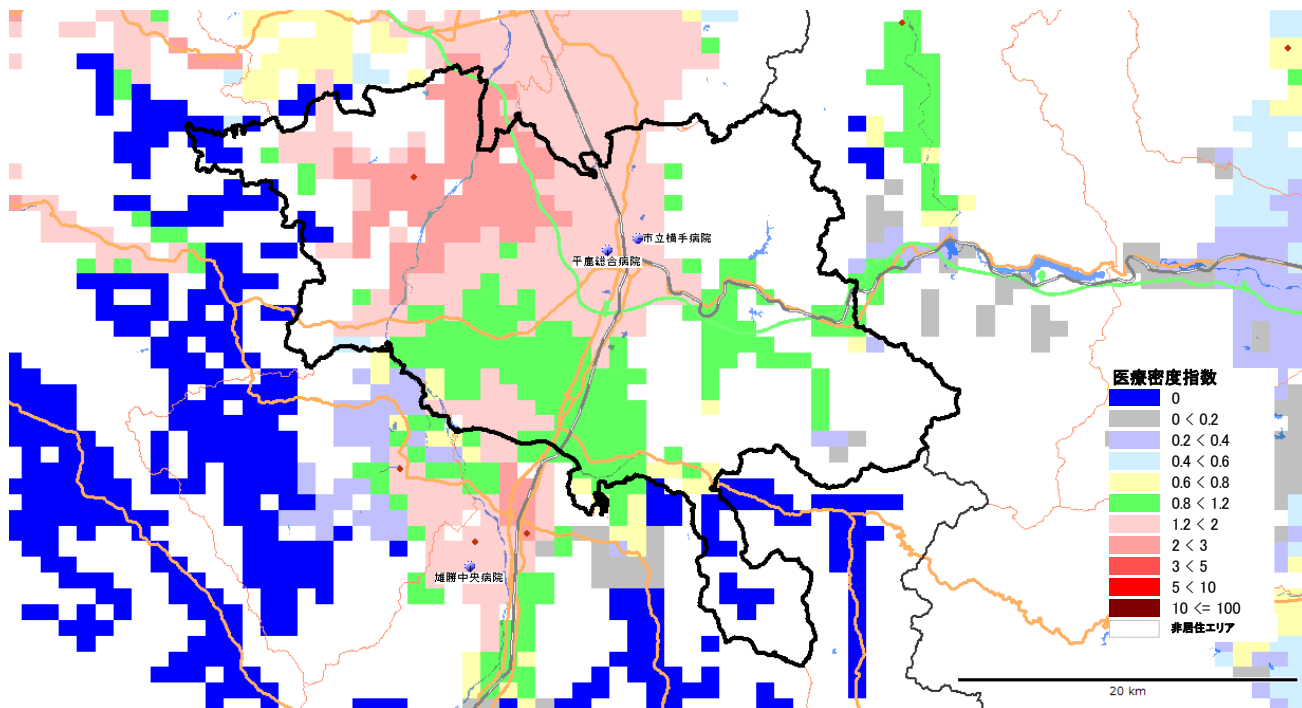 市立横手病院
平鹿総合病院
雄勝中央病院
医療密度指数
0
0 < 0.2
0.2 < 0.4
0.4 < 0.6
0.6 < 0.8
0.8 < 1.2
1.2 < 2
2 < 3
3 < 5
5 < 10
10 <= 100
非居住エリア
20 km